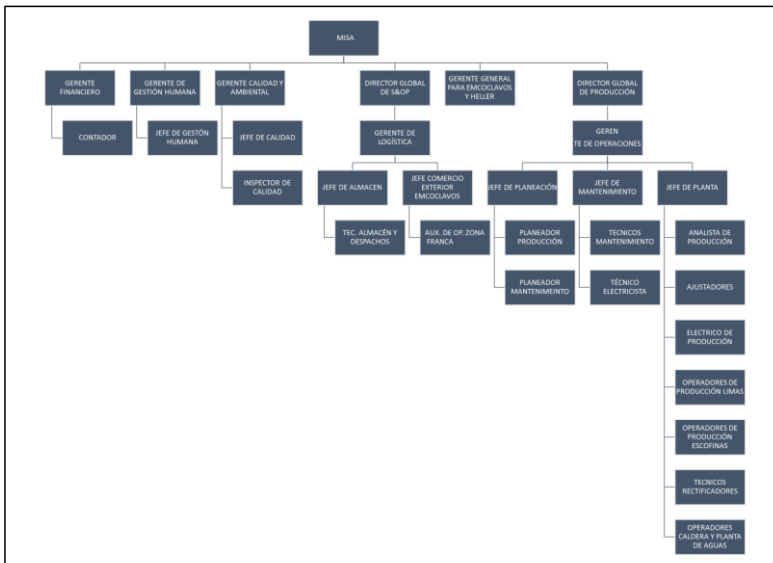 MISA
GERENTE
FINANCIERO
GERENTE DE
GESTIÓN HUMANA
GERENTE CALIDAD Y
AMBIENTAL
DIRECTOR GLOBAL
DE S&OP
GERENTE GENERAL
PARA EMCOCLAVOS
Y HELLER
DIRECTOR GLOBAL
DE PRODUCCIÓN
CONTADOR
JEFE DE GESTÓN
HUMANA
JEFE DE CALIDAD
GERENTE DE
LOGÍSTICA
GEREN
TE DE OPERACIONES
INSPECTOR DE
CALIDAD
JEFE DE ALMACEN
JEFE COMERCIO
EXTERIOR
EMCOCLAVOS
JEFE DE PLANEACIÓN
JEFE DE
MANTENIMIENTO
JEFE DE PLANTA
TEC. ALMACÉN Y
DESPACHOS
AUX. DE OP. ZONA
FRANCA
PLANEADOR
PRODUCCIÓN
TECNICOS
MANTENIMIENTO
ANALISTA DE
PRODUCCIÓN
PLANEADOR
MANTENIMEINTO
TÉCNICO
ELECTRICISTA
AJUSTADORES
ELECTRICO DE
PRODUCCIÓN
OPERADORES DE
PRODUCCIÓN LIMAS
OPERADORES DE
PRODUCCIÓN
ESCOFINAS
TECNICOS
RECTIFICADORES
OPERADORES
CALDERA Y PLANTA
DE AGUAS